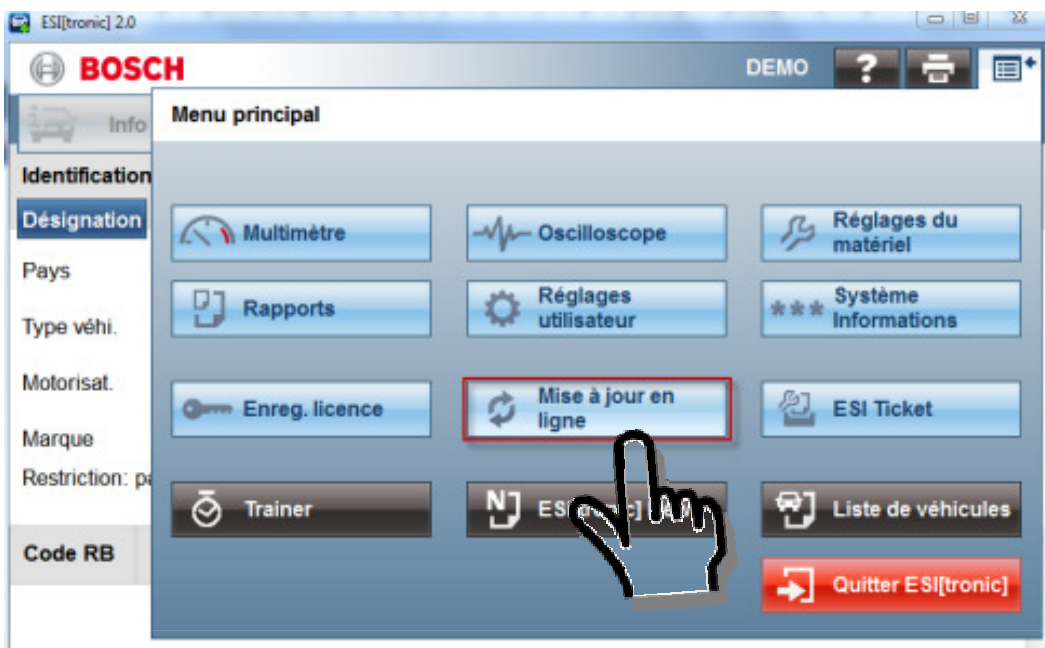 ESI[tronic] 2.0
BOSCH
DEMO
?
Info
Menu principal
Identification
Désignation
Pays
Type véhi.
Motorisat.
Marque
Restriction:
Code RB
Multimètre
Oscilloscope
Réglages du
matériel
Rapports
Réglages
utilisateur
***
Système
Informations
Enreg. licence
Mise à jour en
ligne
ESI Ticket
Trainer
N
Liste de véhicules
Quitter ESI[tronic]